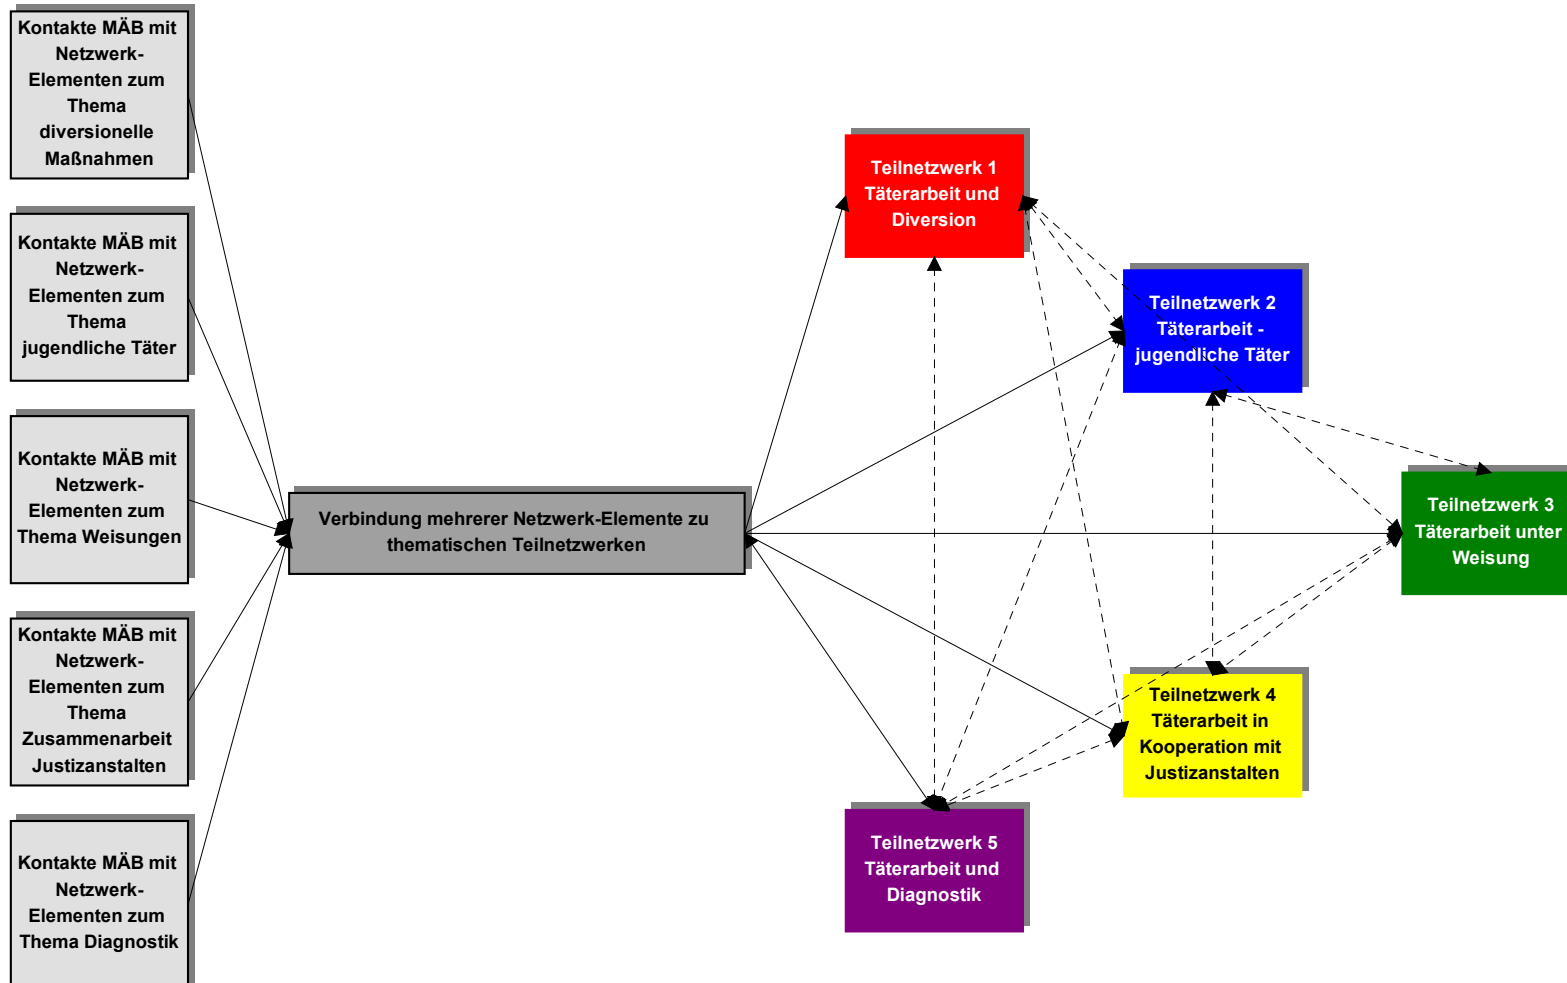 Kontakte MÄB mit
Netzwerk-
Elementen zum
Thema
diversionelle
Maßnahmen
Kontakte MÄB mit
Netzwerk-
Elementen zum
Thema
jugendliche Täter
Kontakte MÄB mit
Netzwerk-
Elementen zum
Thema Weisungen
Kontakte MÄB mit
Netzwerk-
Elementen zum
Thema
Zusammenarbeit
Justizanstalten
Kontakte MÄB mit
Netzwerk-
Elementen zum
Thema Diagnostik
Verbindung mehrerer Netzwerk-Elemente zu
thematischen Teilnetzwerken
Teilnetzwerk 1
Täterarbeit und
Diversion
Teilnetzwerk 2
Täterarbeit -
jugendliche Täter
Teilnetzwerk 3
Täterarbeit unter
Weisung
Teilnetzwerk 4
Täterarbeit in
Kooperation mit
Justizanstalten
Teilnetzwerk 5
Täterarbeit und
Diagnostik